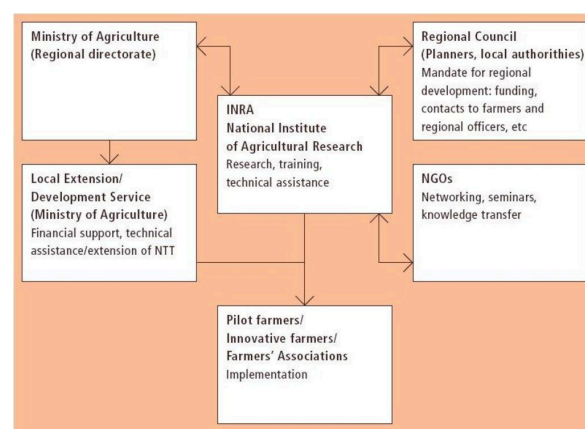 Ministry of Agriculture
(Regional directorate)
Regional Council
(Planners, local authorithies)
Mandate for regional
development: funding,
contacts to farmers and
regional officers, etc
INRA
National Institute
of Agricultural Research
Research, training,
technical assistance
Local Extension/
Development Service
(Ministry of Agriculture)
Financial support, technical
assistance/extension of NTT
NGOs
Networking, seminars,
knowledge transfer
Pilot farmers/
Innovative farmers/
Farmers' Associations
Implementation